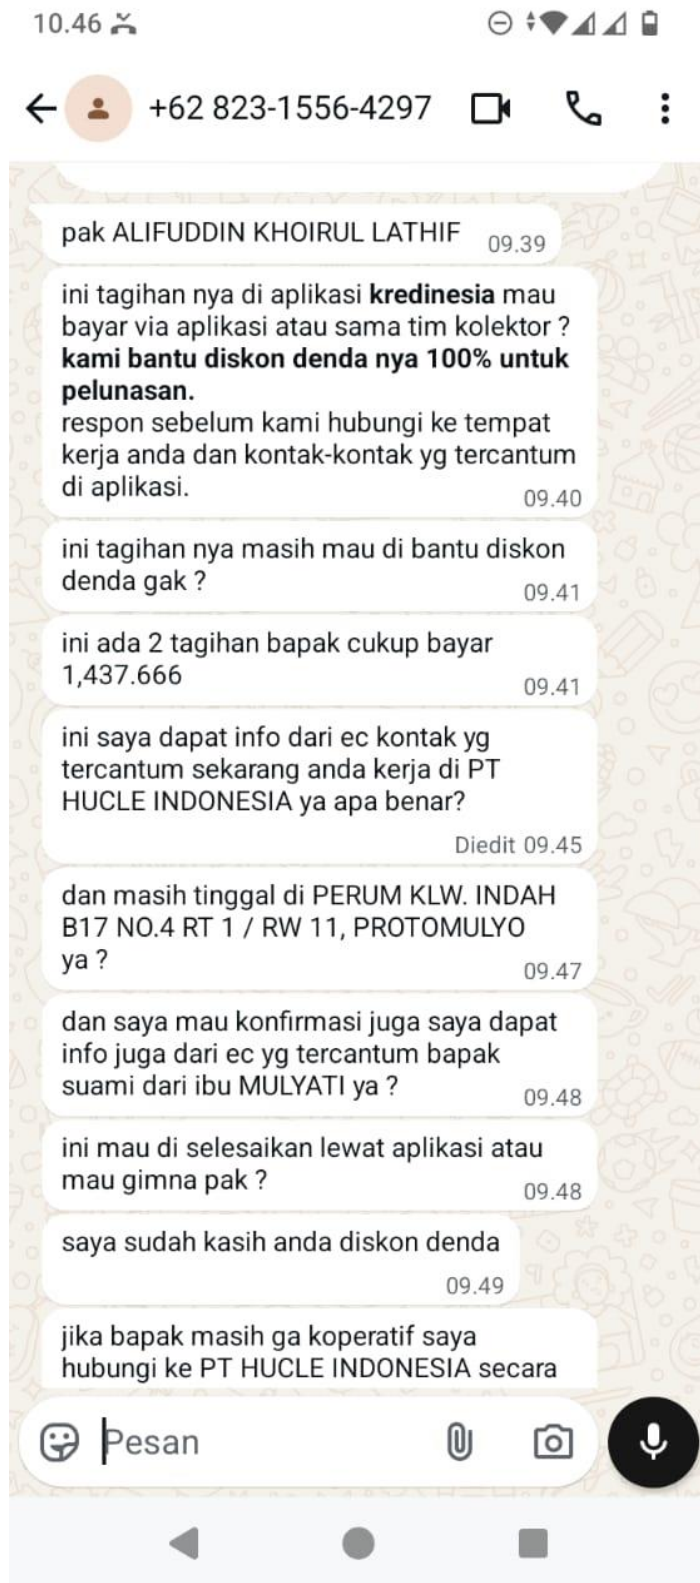 10.46
+62 823-1556-4297
pak ALIFUDDIN KHOIRUL LATHIF 09.39
ini tagihan nya di aplikasi kredinesia mau
bayar via aplikasi atau sama tim kolektor ?
kami bantu diskon denda nya 100% untuk
pelunasan.
respon sebelum kami hubungi ke tempat
kerja anda dan kontak-kontak yg tercantum
di aplikasi.
09.40
ini tagihan nya masih mau di bantu diskon
denda gak ?
09.41
ini ada 2 tagihan bapak cukup bayar
1,437.666
09.41
ini saya dapat info dari ec kontak yg
tercantum sekarang anda kerja di PT
HUCLE INDONESIA ya apa benar?
Diedit 09.45
dan masih tinggal di PERUM KLW. INDAH
B17 NO.4 RT 1 / RW 11, PROTOMULYO
ya ?
09.47
dan saya mau konfirmasi juga saya dapat
info juga dari ec yg tercantum bapak
suami dari ibu MULYATI ya ?
09.48
ini mau di selesaikan lewat aplikasi atau
mau gimna pak ?
09.48
saya sudah kasih anda diskon denda
09.49
jika bapak masih ga koperatif saya
hubungi ke PT HUCLE INDONESIA secara
Pesan